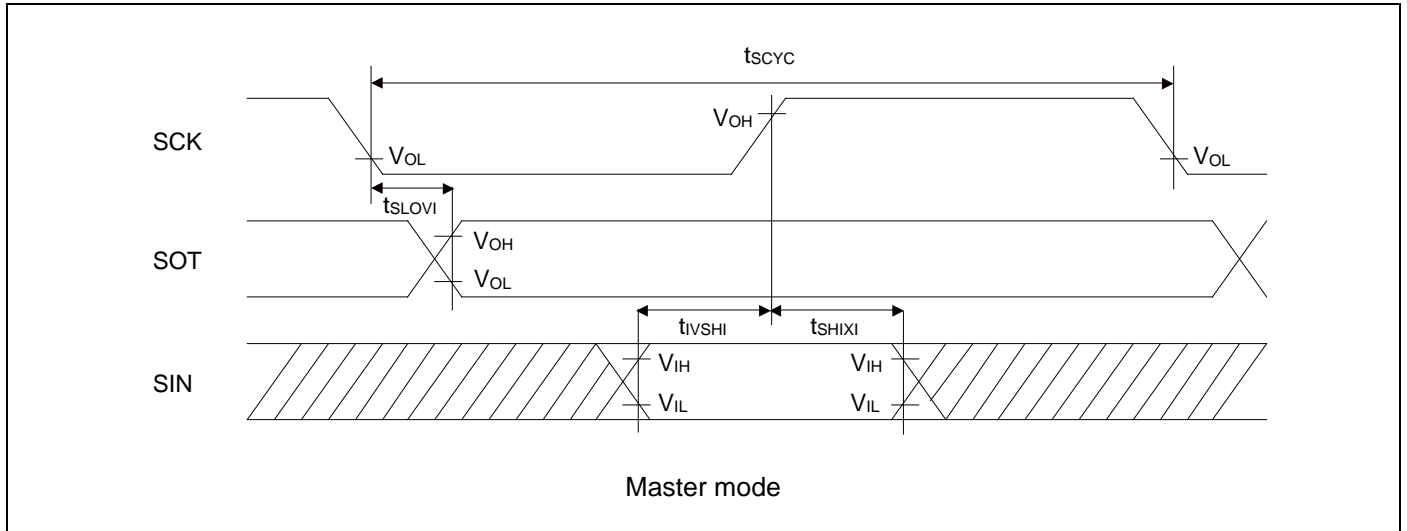 tSCYC
SCK
VOH
VOL
VOL
tSLOVI
SOT
VOH
VOL
tIVSHI
tSHIXI
SIN
VIH
VIH
VIL
VIL
Master mode